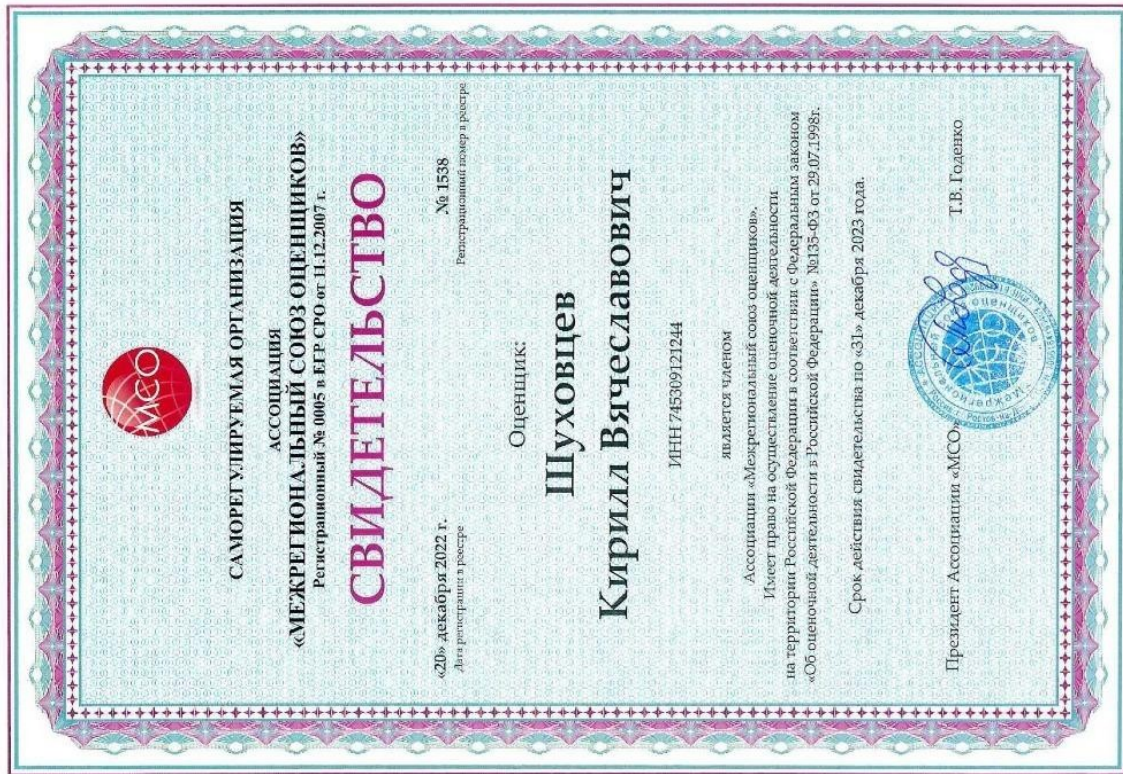 МСО
САМОРЕГУЛИРУЕМАЯ ОРГАНИЗАЦИЯ
АССОЦИАЦИЯ
«МЕЖРЕГИОНАЛЬНЫЙ СОЮЗ ОЦЕНЩИКОВ»
Регистрационный № 0005 в ЕГР СРО от 11.12.2007 г.
СВИДЕТЕЛЬСТВО
«20» декабря 2022 г. № 1538
Дата регистрации в реестре Регистрационный номер в реестре
Оценщик:
Шуховцев
Кирилл Вячеславович
ИНН 745309121244
является членом
Ассоциации «Межрегиональный союз оценщиков».
Имеет право на осуществление оценочной деятельности
на территории Российской Федерации в соответствии с Федеральным законом
«Об оценочной деятельности в Российской Федерации» №135-ФЗ от 29.07.1998г.
Срок действия свидетельства по «31» декабря 2023 года.
Президент Ассоциации «МСО» Т.В. Годенко